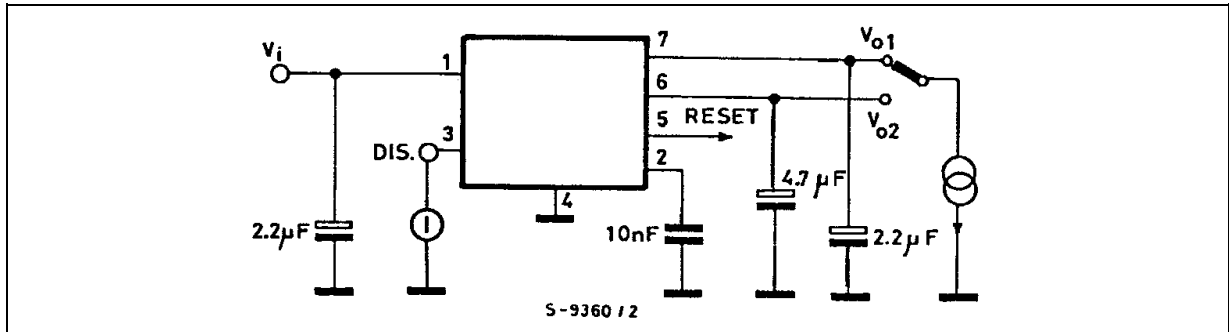 Vi
1
7
Vo1
6
Vo2
5
RESET
3
DIS.
2
4
I
2.2µF
10nF
4.7µF
2.2µF
S-9360/2